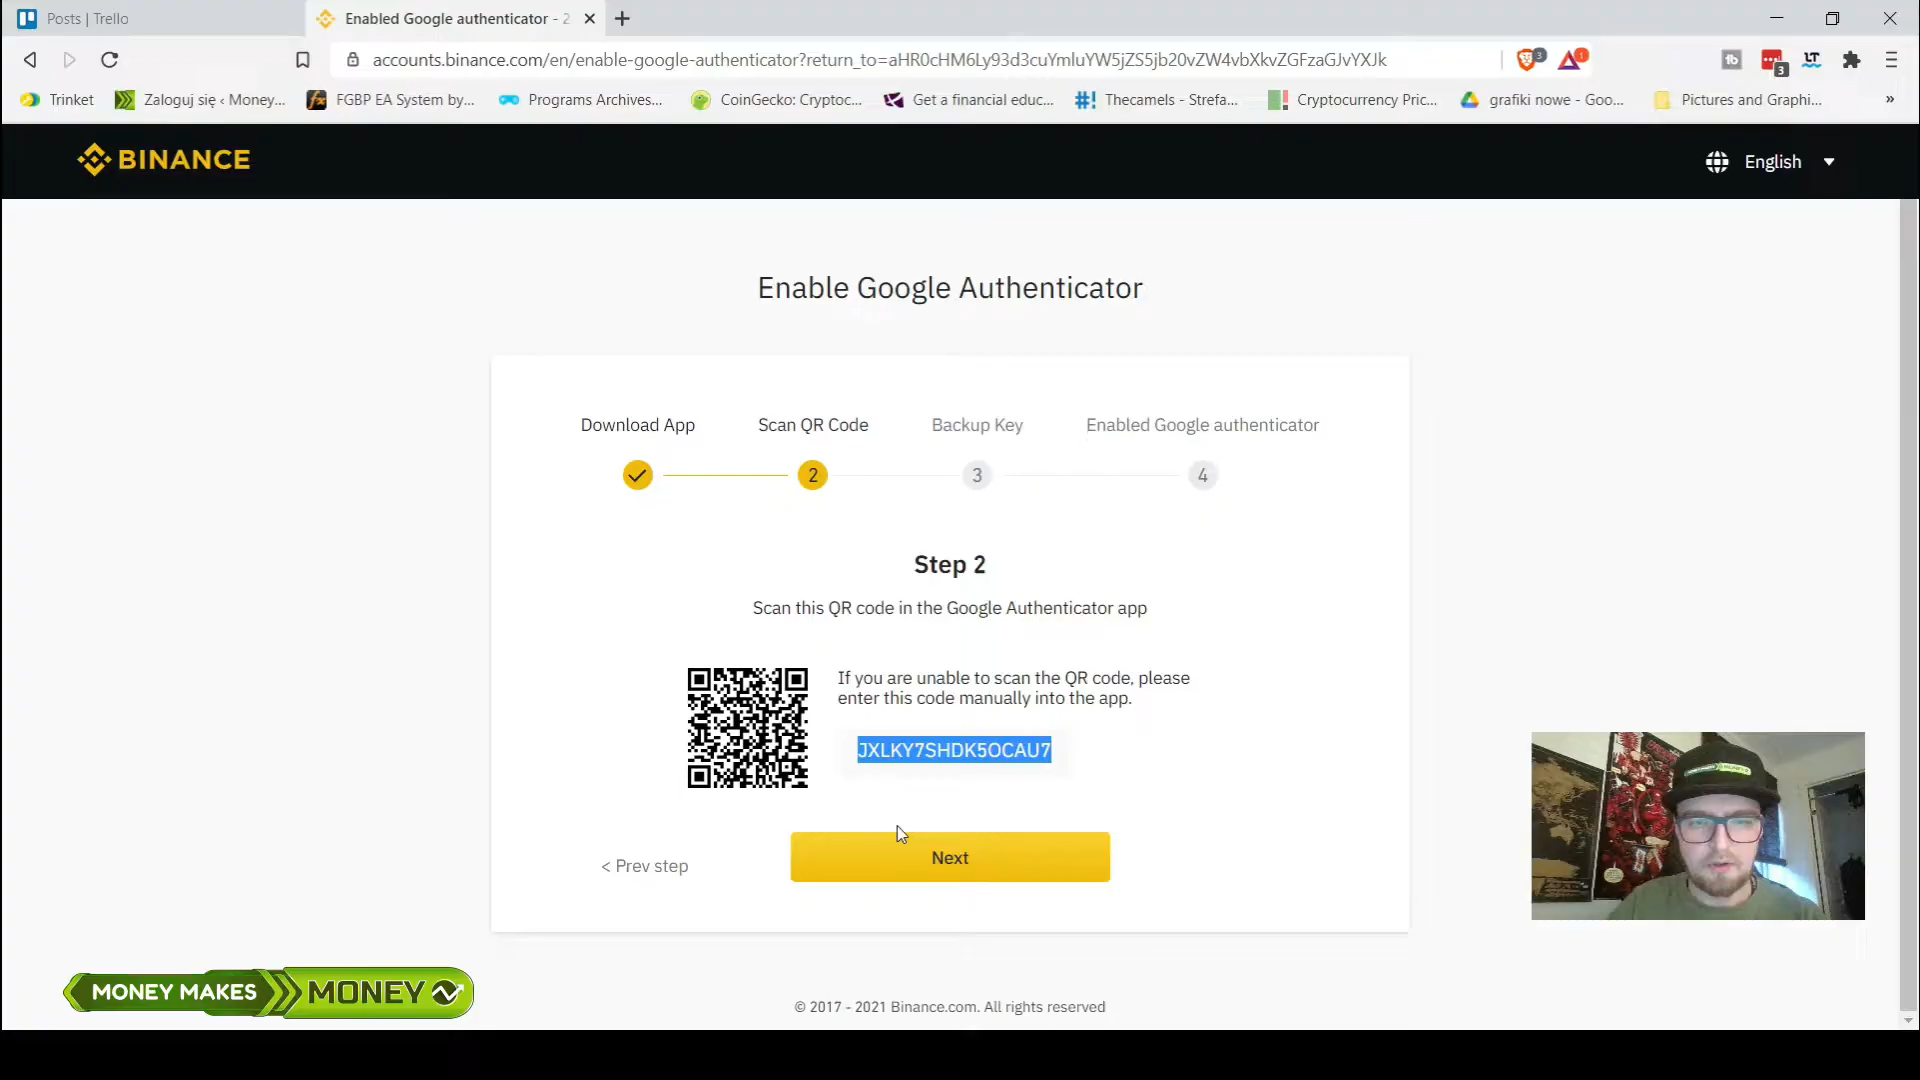 Posts | Trello
Enabled Google authenticator - 2
accounts.binance.com/en/enable-google-authenticator?return_to=aHR0cHM6Ly93d3cuYmluYW5jZS5jb20vZW4vbXkvZGFzaGJvYXJk
3
1
3
Trinket
Zaloguj się ‹ Money...
FGBP EA System by...
Programs Archives...
CoinGecko: Cryptoc...
Get a financial educ...
Thecamels - Strefa...
Cryptocurrency Pric...
grafiki nowe - Goo...
Pictures and Graphi...
»
BINANCE
English
Enable Google Authenticator
Download App
Scan QR Code
Backup Key
Enabled Google authenticator
2
3
4
Step 2
Scan this QR code in the Google Authenticator app
If you are unable to scan the QR code, please
enter this code manually into the app.
JXLKY7SHDK5OCAU7
< Prev step
Next
MONEY MAKES MONEY
© 2017 - 2021 Binance.com. All rights reserved